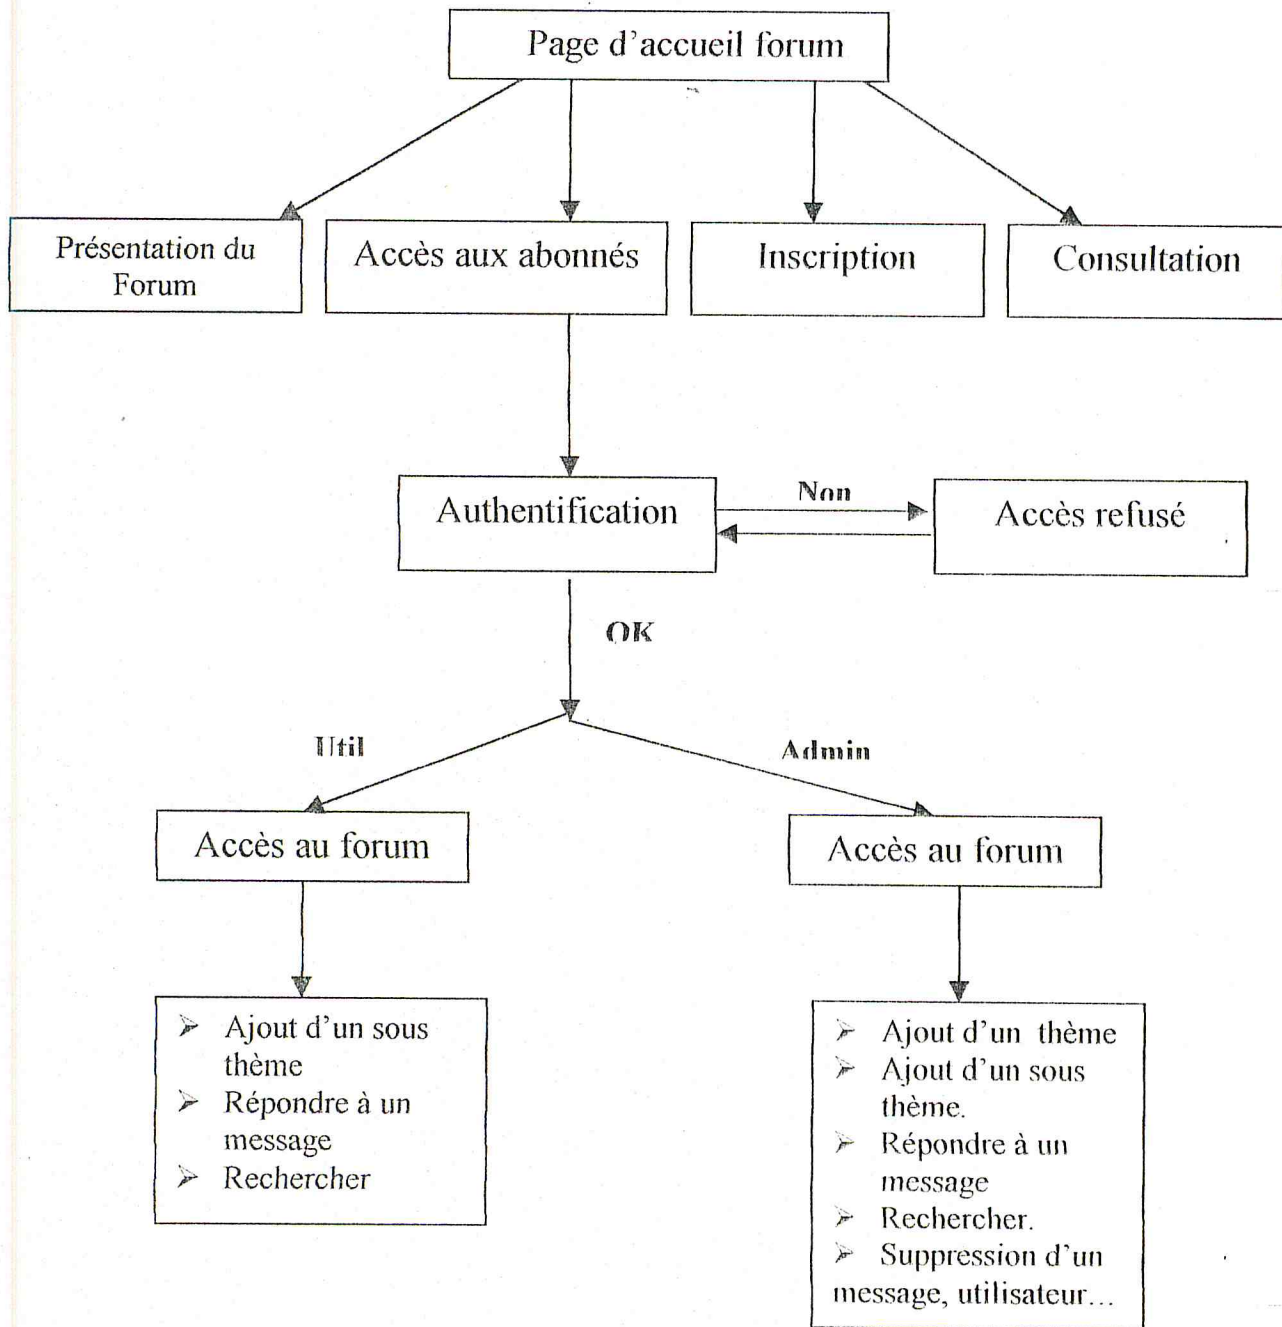 Page d'accueil forum
Présentation du
Forum
Accès aux abonnés
Inscription
Consultation
Authentification
Non
Accès refusé
OK
Util
Admin
Accès au forum
Accès au forum
➢ Ajout d'un sous
thème
➢ Répondre à un
message
➢ Rechercher
➢ Ajout d'un thème
➢ Ajout d'un sous
thème.
➢ Répondre à un
message
➢ Rechercher.
➢ Suppression d'un
message, utilisateur...